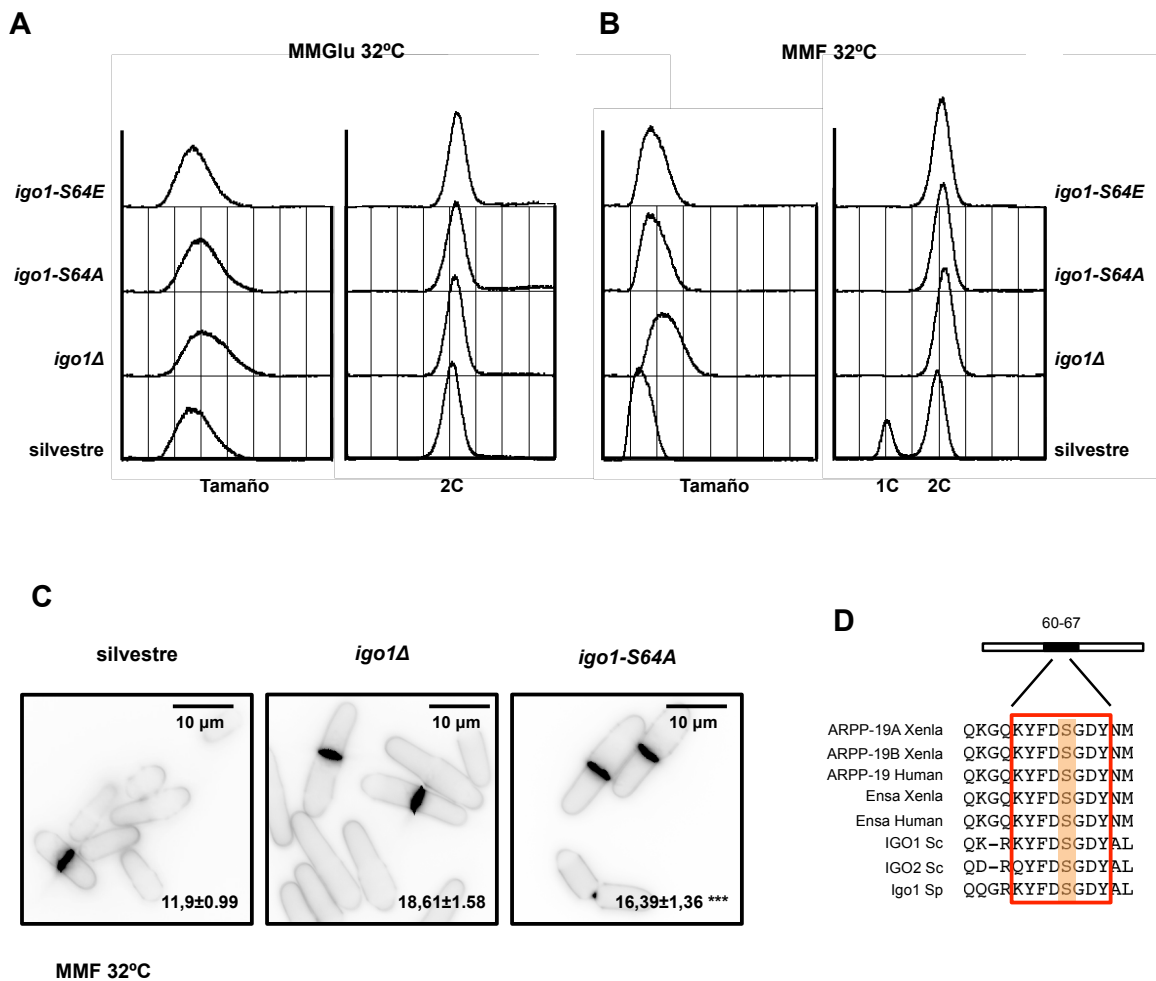 A
B
MMGlu 32ºC
MMF 32ºC
igo1-S64E
igo1-S64E
igo1-S64A
igo1-S64A
igo1Δ
igo1Δ
silvestre
silvestre
Tamaño
2C
Tamaño
1C
2C
C
silvestre
igo1Δ
igo1-S64A
10 µm
10 µm
10 µm
11,9±0.99
18,61±1.58
16,39±1,36 ***
MMF 32ºC
D
60-67
ARPP-19A Xenla QKGQKYFDSGDYNM
ARPP-19B Xenla QKGQKYFDSGDYNM
ARPP-19 Human QKGQKYFDSGDYNM
Ensa Xenla QKGQKYFDSGDYNM
Ensa Human QKGQKYFDSGDYNM
IGO1 Sc QK-RKYFDSGDYAL
IGO2 Sc QD-RQYFDSGDYAL
Igo1 Sp QQGRKYFDSGDYAL